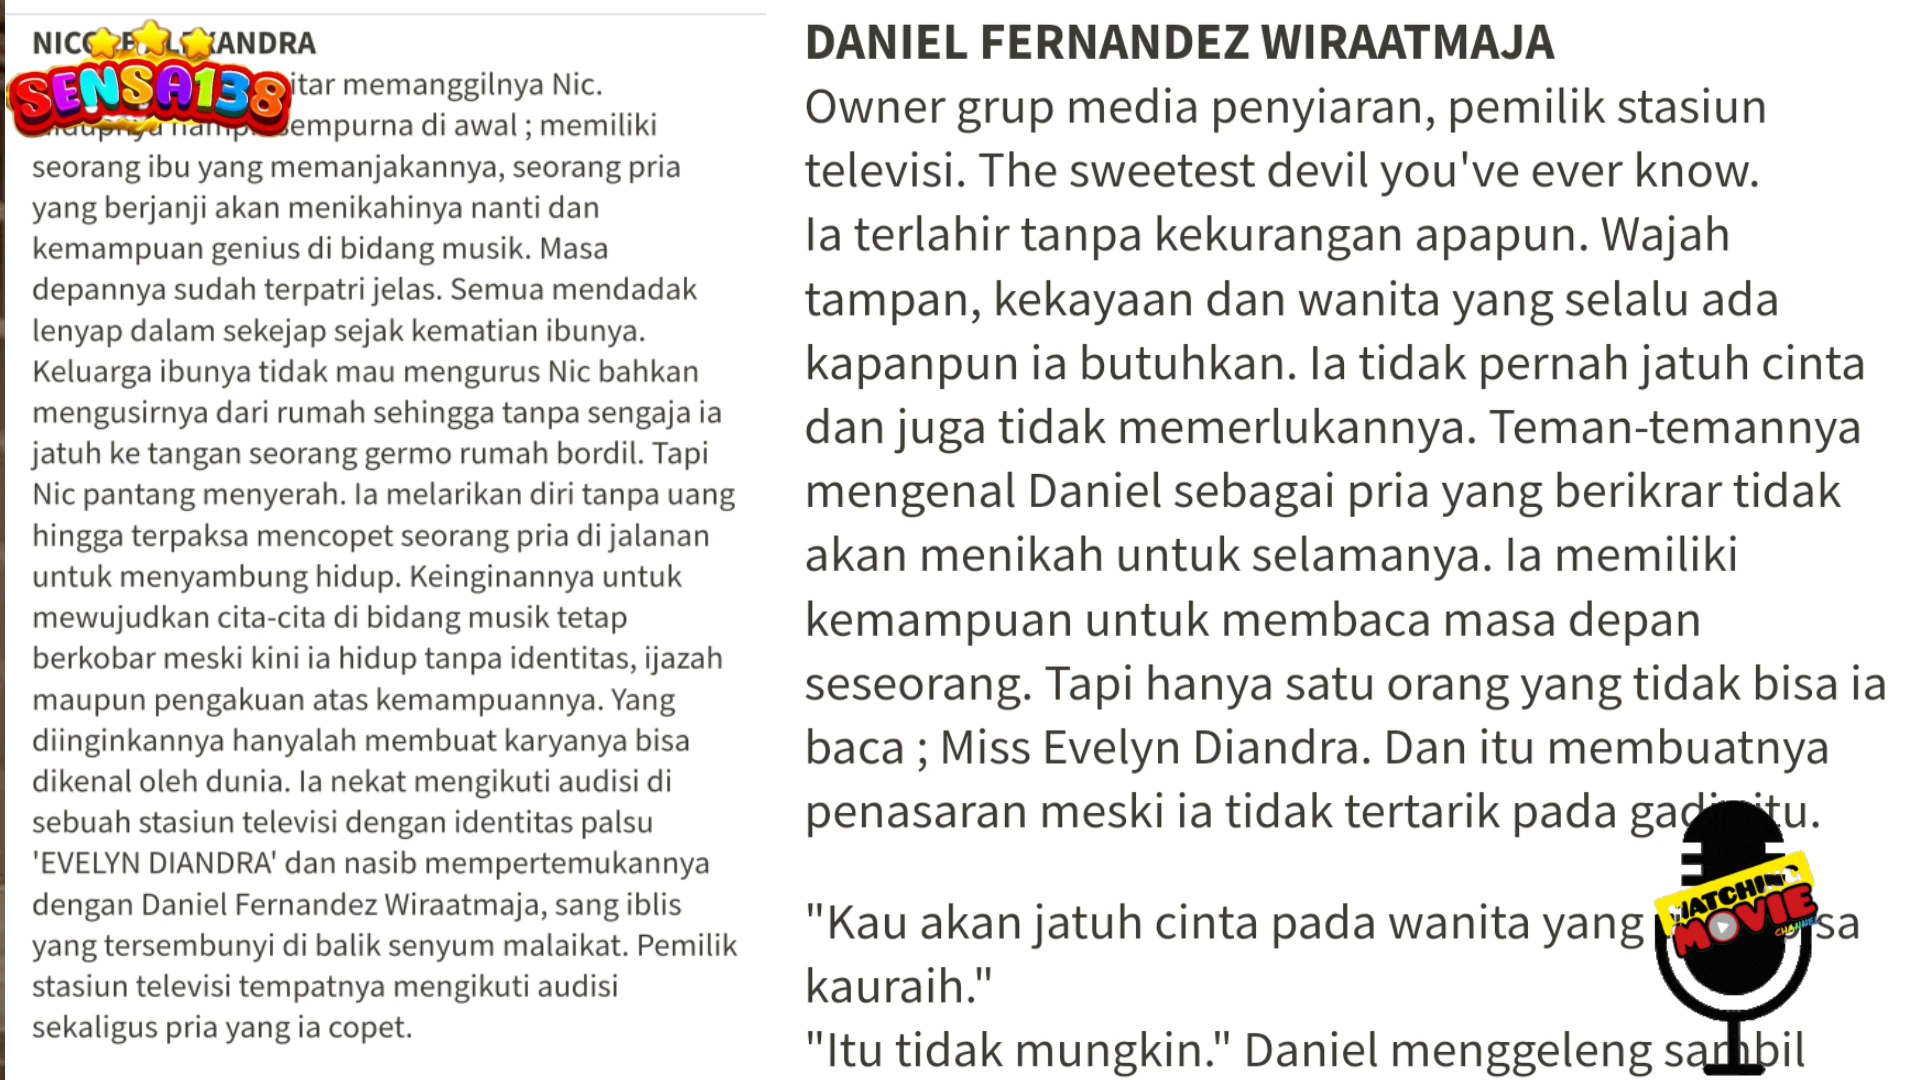 ANDRA
SENSA138
itar memanggilnya Nic.
sempurna di awal ; memiliki
seorang ibu yang memanjakannya, seorang pria
yang berjanji akan menikahinya nanti dan
kemampuan genius di bidang musik. Masa
depannya sudah terpatri jelas. Semua mendadak
lenyap dalam sekejap sejak kematian ibunya.
Keluarga ibunya tidak mau mengurus Nic bahkan
mengusirnya dari rumah sehingga tanpa sengaja ia
jatuh ke tangan seorang germo rumah bordil. Tapi
Nic pantang menyerah. Ia melarikan diri tanpa uang
hingga terpaksa mencopet seorang pria di jalanan
untuk menyambung hidup. Keinginannya untuk
mewujudkan cita-cita di bidang musik tetap
berkobar meski kini ia hidup tanpa identitas, ijazah
maupun pengakuan atas kemampuannya. Yang
diinginkannya hanyalah membuat karyanya bisa
dikenal oleh dunia. Ia nekat mengikuti audisi di
sebuah stasiun televisi dengan identitas palsu
'EVELYN DIANDRA' dan nasib mempertemukannya
dengan Daniel Fernandez Wiraatmaja, sang iblis
yang tersembunyi di balik senyum malaikat. Pemilik
stasiun televisi tempatnya mengikuti audisi
sekaligus pria yang ia copet.
DANIEL FERNANDEZ WIRAATMAJA
Owner grup media penyiaran, pemilik stasiun
televisi. The sweetest devil you've ever know.
Ia terlahir tanpa kekurangan apapun. Wajah
tampan, kekayaan dan wanita yang selalu ada
kapanpun ia butuhkan. Ia tidak pernah jatuh cinta
dan juga tidak memerlukannya. Teman-temannya
mengenal Daniel sebagai pria yang berikrar tidak
akan menikah untuk selamanya. Ia memiliki
kemampuan untuk membaca masa depan
seseorang. Tapi hanya satu orang yang tidak bisa ia
baca ; Miss Evelyn Diandra. Dan itu membuatnya
penasaran meski ia tidak tertarik pada gadis itu.
"Kau akan jatuh cinta pada wanita yang
kauraih."
"Itu tidak mungkin." Daniel menggeleng sambil
WATCHING
MOVIE
CHANNEL